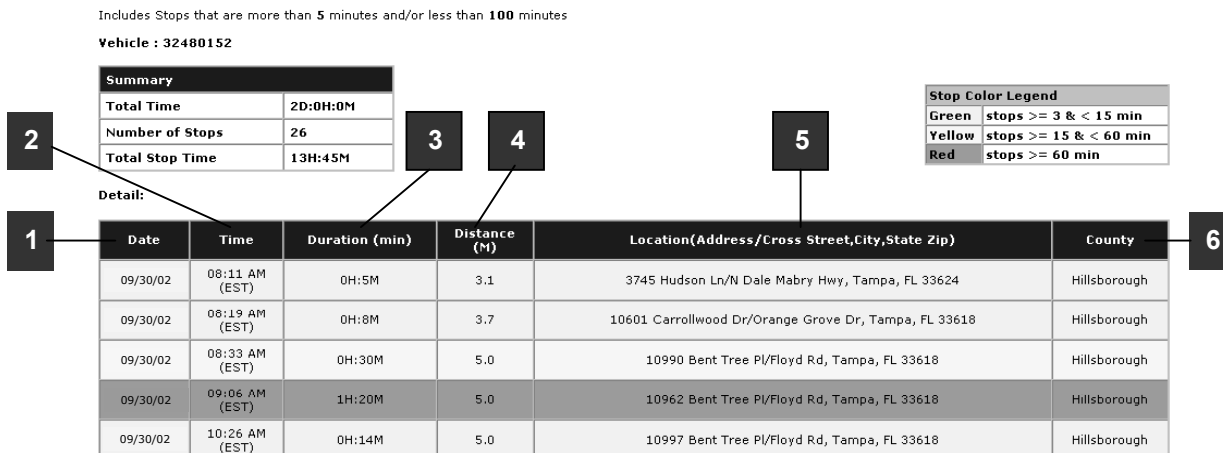 Includes Stops that are more than 5 minutes and/or less than 100 minutes
Vehicle : 32480152
Summary
Total Time 2D:0H:0M
Number of Stops 26
Total Stop Time 13H:45M
Stop Color Legend
Green stops >= 3 & < 15 min
Yellow stops >= 15 & < 60 min
Red stops >= 60 min
2 3 4 5
Detail:
1 6
Date Time Duration (min) Distance (M) Location(Address/Cross Street,City,State Zip) County
09/30/02 08:11 AM (EST) 0H:5M 3.1 3745 Hudson Ln/N Dale Mabry Hwy, Tampa, FL 33624 Hillsborough
09/30/02 08:19 AM (EST) 0H:8M 3.7 10601 Carrollwood Dr/Orange Grove Dr, Tampa, FL 33618 Hillsborough
09/30/02 08:33 AM (EST) 0H:30M 5.0 10990 Bent Tree Pl/Floyd Rd, Tampa, FL 33618 Hillsborough
09/30/02 09:06 AM (EST) 1H:20M 5.0 10962 Bent Tree Pl/Floyd Rd, Tampa, FL 33618 Hillsborough
09/30/02 10:26 AM (EST) 0H:14M 5.0 10997 Bent Tree Pl/Floyd Rd, Tampa, FL 33618 Hillsborough